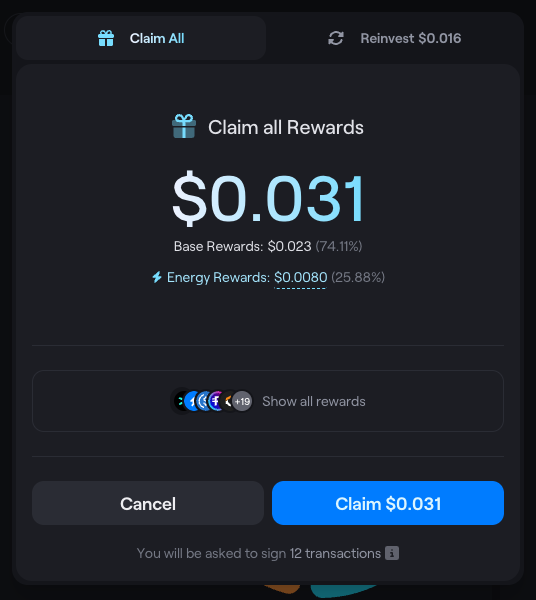 Claim All
Reinvest $0.016
Claim all Rewards
$0.031
Base Rewards: $0.023 (74.11%)
Energy Rewards: $0.0080 (25.88%)
+19
Show all rewards
Cancel
Claim $0.031
You will be asked to sign 12 transactions